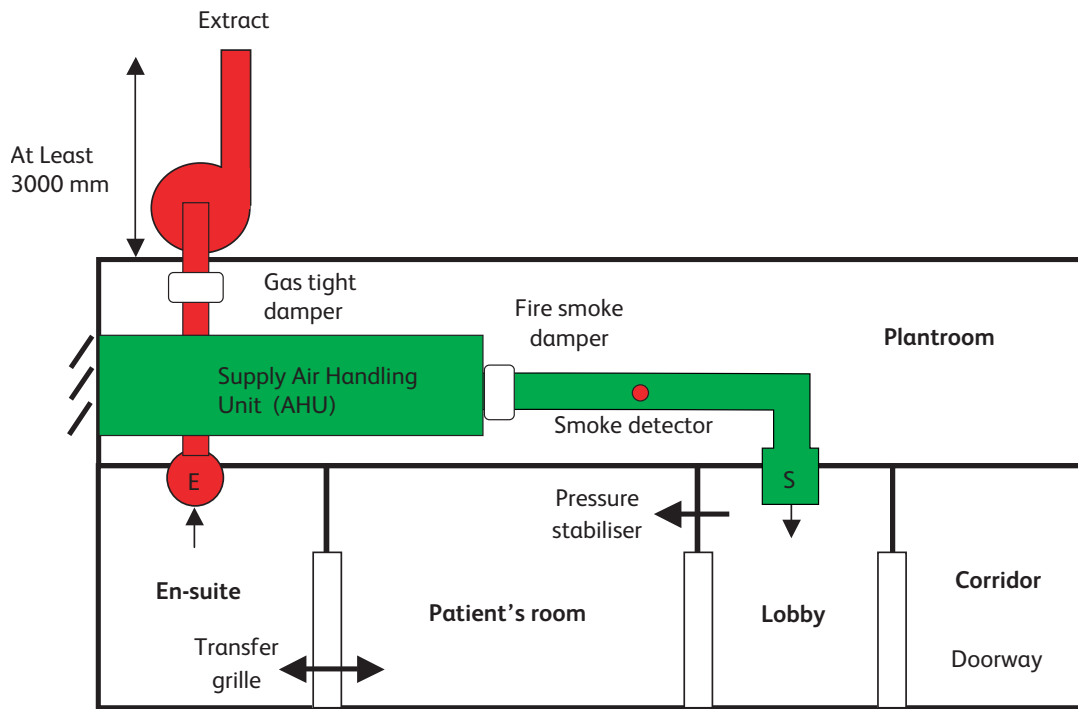 Extract
At Least
3000 mm
Gas tight
damper
Fire smoke
damper
Plantroom
Supply Air Handling
Unit (AHU)
Smoke detector
E
S
Pressure
stabiliser
En-suite
Patient's room
Lobby
Corridor
Transfer
grille
Doorway